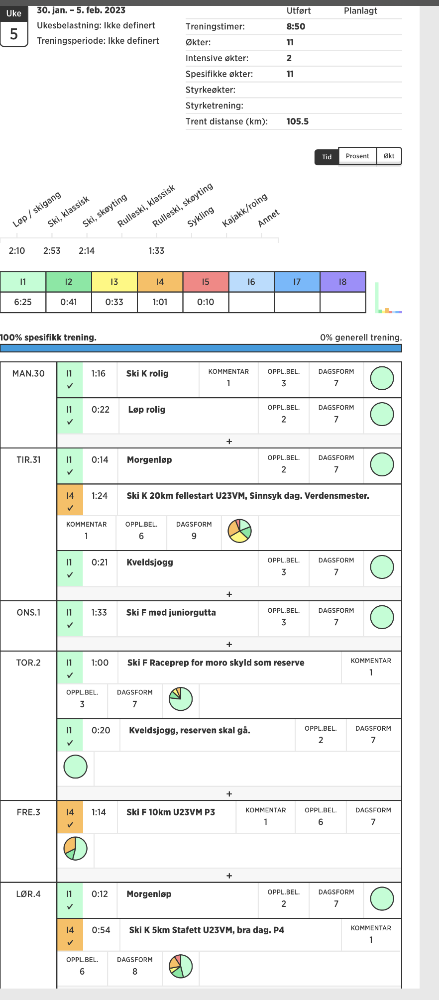 Uke
5
30. jan. – 5. feb. 2023
Ukesbelastning: Ikke definert
Treningsperiode: Ikke definert
Utført Planlagt
Treningstimer: 8:50
Økter: 11
Intensive økter: 2
Spesifikke økter: 11
Styrkeøkter:
Styrketrening:
Trent distanse (km): 105.5
Tid Prosent Økt
Løp / skigang
Ski, klassisk
Ski, skøyting
Rulleski, klassisk
Rulleski, skøyting
Sykling
Kajakk/roing
Annet
2:10 2:53 2:14 1:33
I1 I2 I3 I4 I5 I6 I7 I8
6:25 0:41 0:33 1:01 0:10
100% spesifikk trening. 0% generell trening.
MAN.30 I1 ✓ 1:16 Ski K rolig KOMMENTAR 1 OPPL.BEL. 3 DAGSFORM 7
I1 ✓ 0:22 Løp rolig OPPL.BEL. 2 DAGSFORM 7
+
TIR.31 I1 ✓ 0:14 Morgenløp OPPL.BEL. 2 DAGSFORM 7
I4 ✓ 1:24 Ski K 20km fellestart U23VM, Sinnsyk dag. Verdensmester.
KOMMENTAR 1 OPPL.BEL. 6 DAGSFORM 9
I1 ✓ 0:21 Kveldsjogg OPPL.BEL. 3 DAGSFORM 7
+
ONS.1 I1 ✓ 1:33 Ski F med juniorgutta OPPL.BEL. 3 DAGSFORM 7
+
TOR.2 I1 ✓ 1:00 Ski F Raceprep for moro skyld som reserve KOMMENTAR 1
OPPL.BEL. 3 DAGSFORM 7
I1 ✓ 0:20 Kveldsjogg, reserven skal gå. OPPL.BEL. 2 DAGSFORM 7
+
FRE.3 I4 ✓ 1:14 Ski F 10km U23VM P3 KOMMENTAR 1 OPPL.BEL. 6 DAGSFORM 7
+
LØR.4 I1 ✓ 0:12 Morgenløp OPPL.BEL. 2 DAGSFORM 7
I4 ✓ 0:54 Ski K 5km Stafett U23VM, bra dag. P4 KOMMENTAR 1
OPPL.BEL. 6 DAGSFORM 8